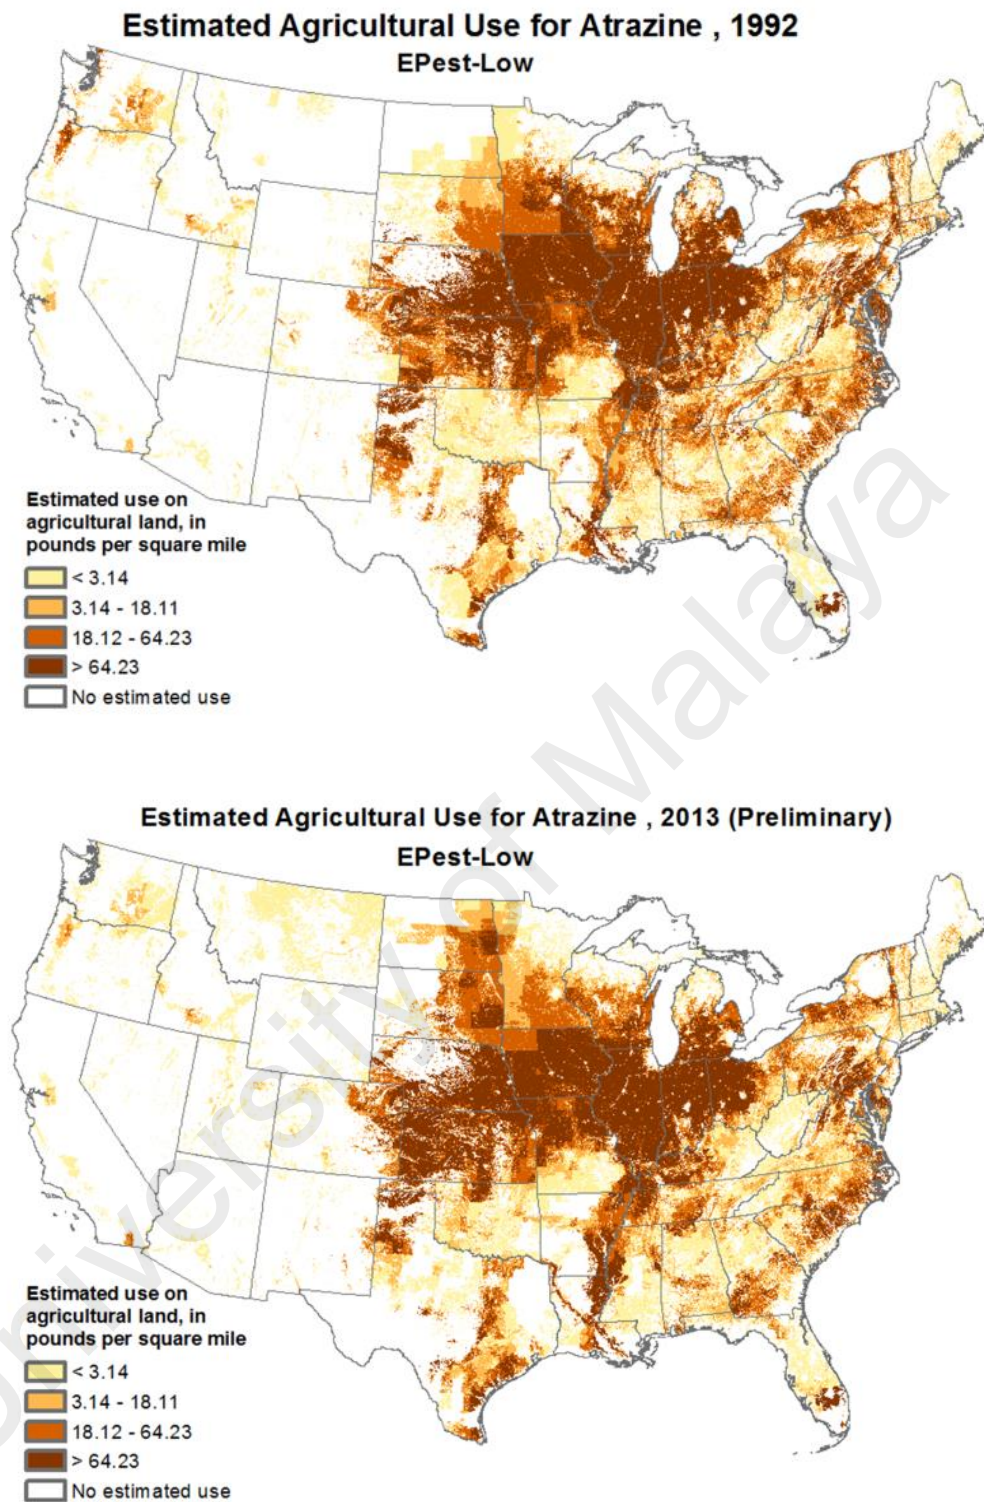 Estimated Agricultural Use for Atrazine , 1992
EPest-Low
Estimated use on
agricultural land, in
pounds per square mile
< 3.14
3.14 - 18.11
18.12 - 64.23
> 64.23
No estimated use
Estimated Agricultural Use for Atrazine , 2013 (Preliminary)
EPest-Low
Estimated use on
agricultural land, in
pounds per square mile
< 3.14
3.14 - 18.11
18.12 - 64.23
> 64.23
No estimated use
University of Malaya